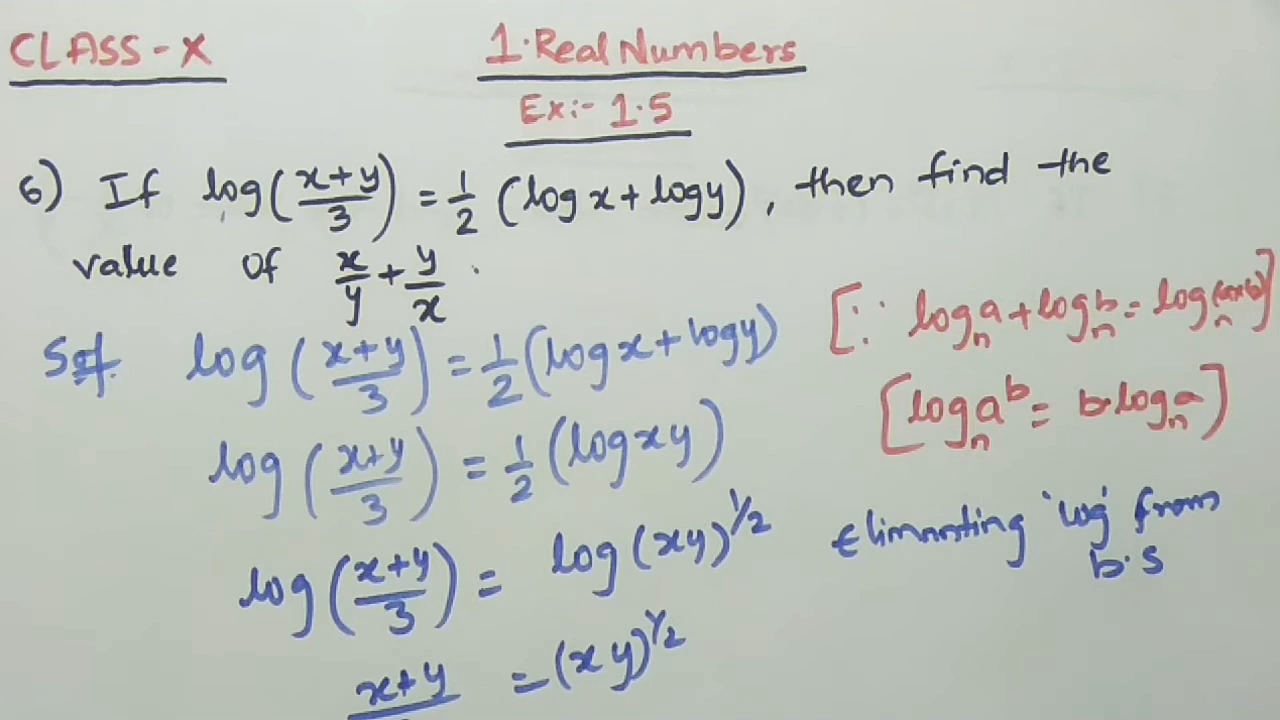 CLASS-X
1.Real Numbers
Ex:- 1.5
6) If log((x+y)/3) = 1/2 (log x + log y), then find the
value of x/y + y/x.
Sol. log((x+y)/3) = 1/2 (log x + log y)
[∵ logₙa + logₙb = logₙ(a×b)]
log((x+y)/3) = 1/2 (log xy)
[logₙa^b = b logₙa]
log((x+y)/3) = log(xy)^1/2
Elimanting 'log' from
b.s
x+y = (xy)^1/2